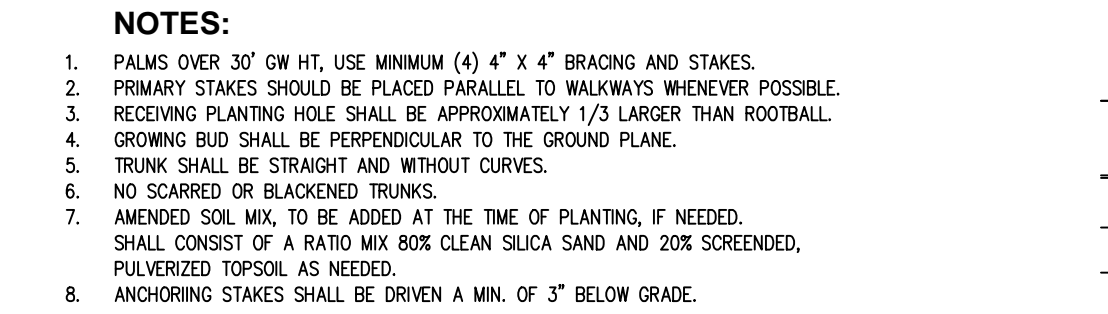 NOTES:
1. PALMS OVER 30' GW HT, USE MINIMUM (4) 4" X 4" BRACING AND STAKES.
2. PRIMARY STAKES SHOULD BE PLACED PARALLEL TO WALKWAYS WHENEVER POSSIBLE.
3. RECEIVING PLANTING HOLE SHALL BE APPROXIMATELY 1/3 LARGER THAN ROOTBALL.
4. GROWING BUD SHALL BE PERPENDICULAR TO THE GROUND PLANE.
5. TRUNK SHALL BE STRAIGHT AND WITHOUT CURVES.
6. NO SCARRED OR BLACKENED TRUNKS.
7. AMENDED SOIL MIX, TO BE ADDED AT THE TIME OF PLANTING, IF NEEDED.
SHALL CONSIST OF A RATIO MIX 80% CLEAN SILICA SAND AND 20% SCREENDED,
PULVERIZED TOPSOIL AS NEEDED.
8. ANCHORIING STAKES SHALL BE DRIVEN A MIN. OF 3" BELOW GRADE.